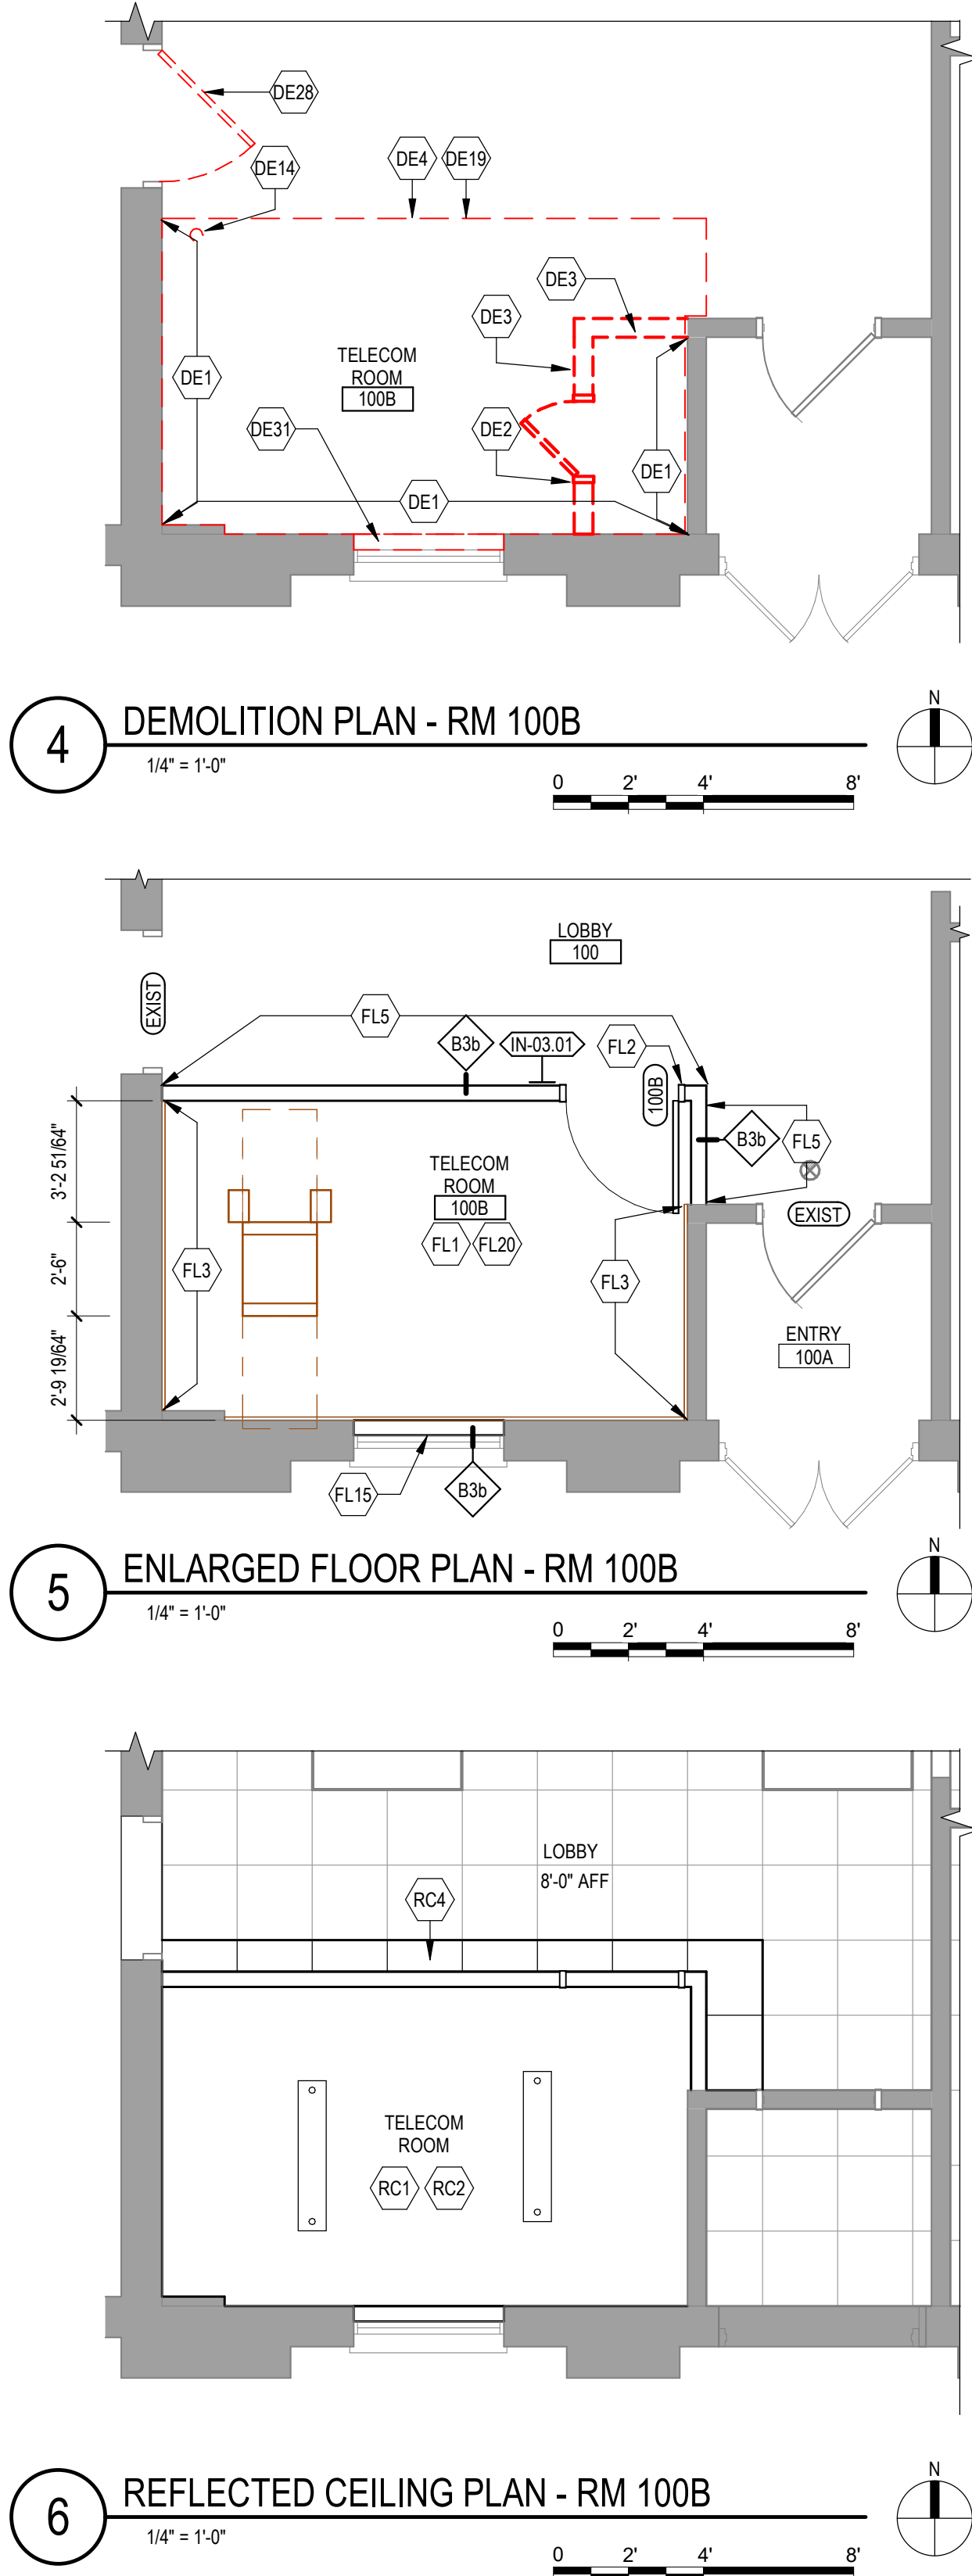 DE28
DE14
DE4
DE19
DE3
DE3
TELECOM
ROOM
100B
DE1
DE31
DE2
DE1
DE1
4
DEMOLITION PLAN - RM 100B
1/4" = 1'-0"
N
0 2' 4' 8'
LOBBY
100
EXIST
FL5
B3b
IN-03.01
FL2
100B
B3b
FL5
3'-2 51/64"
TELECOM
ROOM
100B
EXIST
FL1
FL20
2'-6"
FL3
FL3
ENTRY
100A
2'-9 19/64"
FL15
B3b
5
ENLARGED FLOOR PLAN - RM 100B
1/4" = 1'-0"
N
0 2' 4' 8'
LOBBY
8'-0" AFF
RC4
TELECOM
ROOM
RC1
RC2
6
REFLECTED CEILING PLAN - RM 100B
1/4" = 1'-0"
N
0 2' 4' 8'